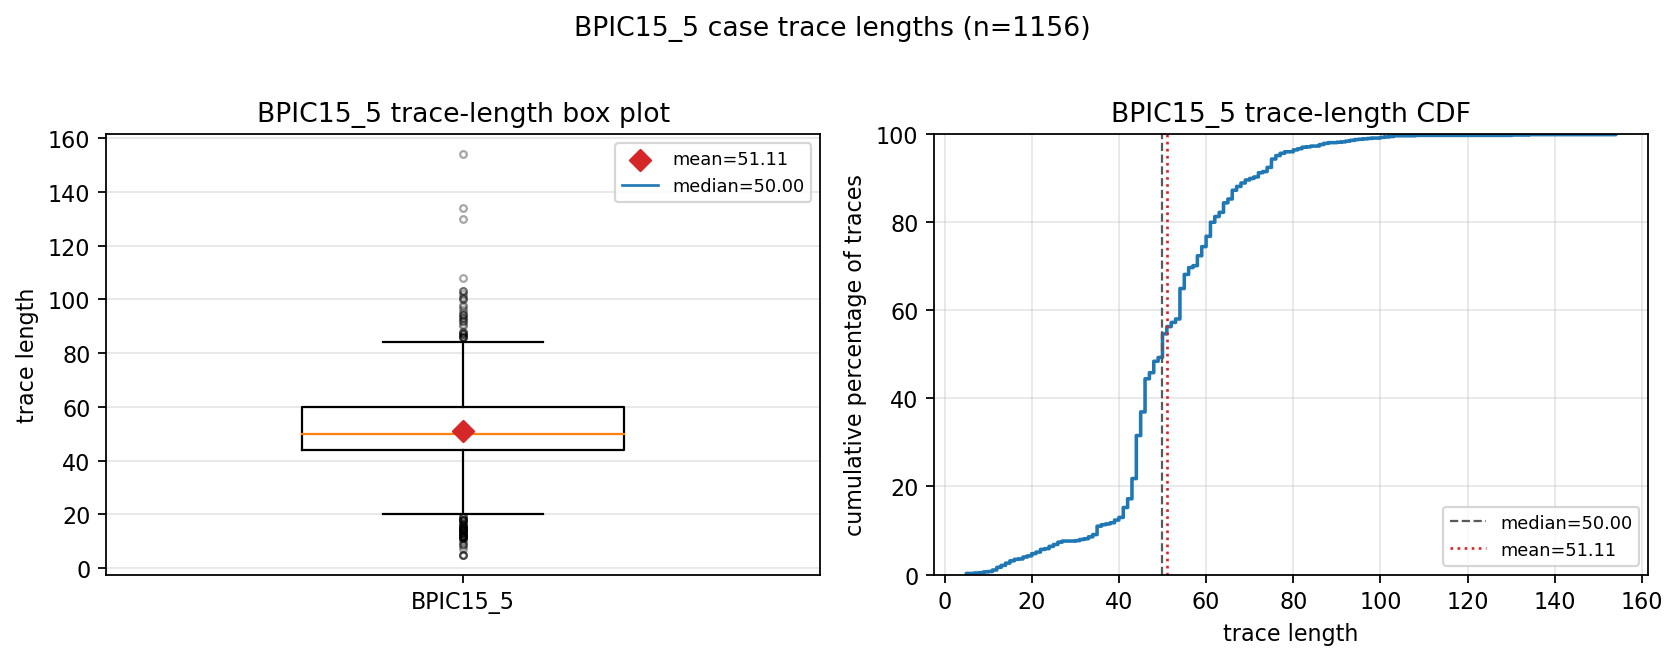 BPIC15_5 case trace lengths (n=1156)
BPIC15_5 trace-length box plot
160
140
120
100
80
60
40
20
0
trace length
mean=51.11
median=50.00
BPIC15_5
BPIC15_5 trace-length CDF
100
80
60
40
20
0
cumulative percentage of traces
median=50.00
mean=51.11
0 20 40 60 80 100 120 140 160
trace length